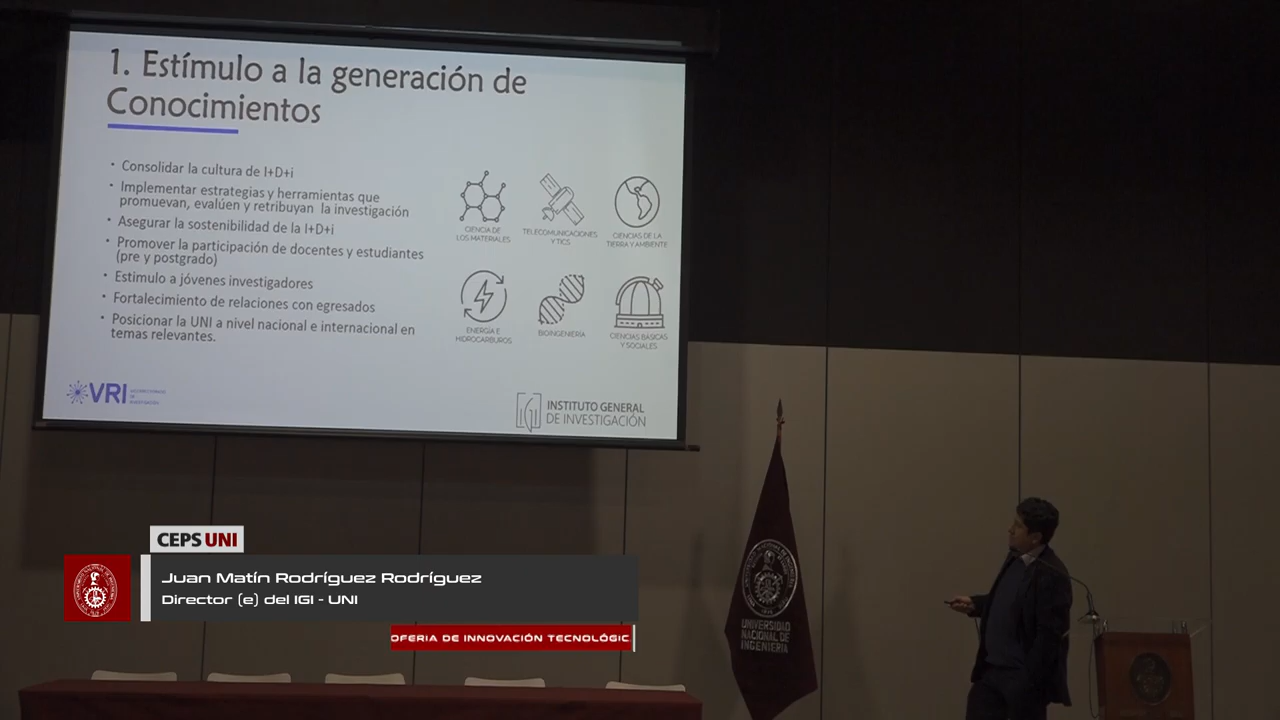 1. Estímulo a la generación de
Conocimientos
• Consolidar la cultura de I+D+i
• Implementar estrategias y herramientas que
promuevan, evalúen y retribuyan la investigación
• Asegurar la sostenibilidad de la I+D+i
• Promover la participación de docentes y estudiantes
(pre y postgrado)
• Estimulo a jóvenes investigadores
• Fortalecimiento de relaciones con egresados
• Posicionar la UNI a nivel nacional e internacional en
temas relevantes.
CIENCIA DE
LOS MATERIALES
TELECOMUNICACIONES
Y TICS
CIENCIAS DE LA
TIERRA Y AMBIENTE
ENERGÍA E
HIDROCARBUROS
BIOINGENIERÍA
CIENCIAS BÁSICAS
Y SOCIALES
VRI
INSTITUTO GENERAL
DE INVESTIGACIÓN
CEPS UNI
Juan Matín Rodríguez Rodríguez
Director (e) del IGI - UNI
OFERIA DE INNOVACIÓN TECNOLÓGIC
UNIVERSIDAD
NACIONAL DE
INGENIERIA